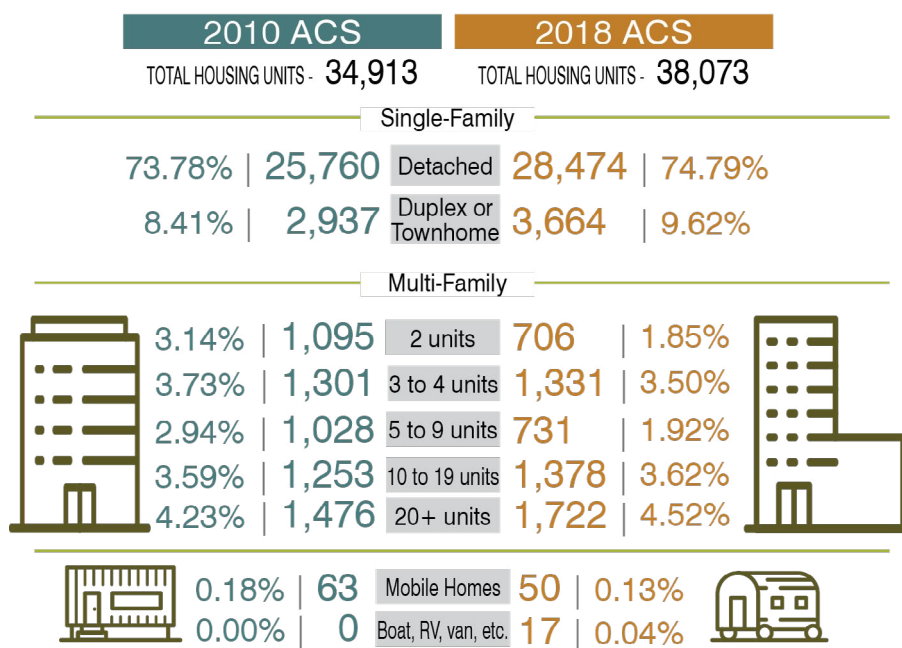 2010 ACS 2018 ACS
TOTAL HOUSING UNITS - 34,913 TOTAL HOUSING UNITS - 38,073
Single-Family
73.78% | 25,760 Detached 28,474 | 74.79%
8.41% | 2,937 Duplex or Townhome 3,664 | 9.62%
Multi-Family
3.14% | 1,095 2 units 706 | 1.85%
3.73% | 1,301 3 to 4 units 1,331 | 3.50%
2.94% | 1,028 5 to 9 units 731 | 1.92%
3.59% | 1,253 10 to 19 units 1,378 | 3.62%
4.23% | 1,476 20+ units 1,722 | 4.52%
0.18% | 63 Mobile Homes 50 | 0.13%
0.00% | 0 Boat, RV, van, etc. 17 | 0.04%